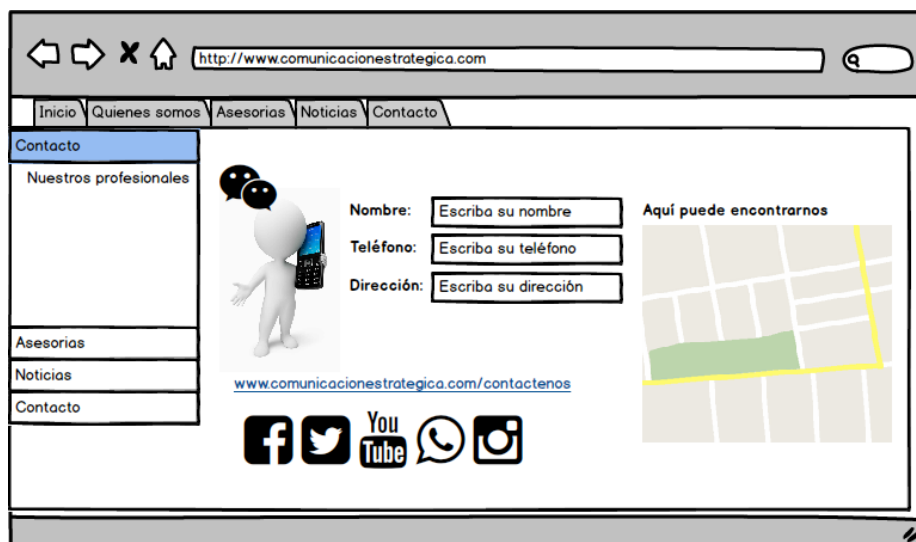 http://www.comunicacionestrategica.com
Inicio Quienes somos Asesorias Noticias Contacto
Contacto
Nuestros profesionales
Asesorias
Noticias
Contacto
Nombre: Escriba su nombre
Teléfono: Escriba su teléfono
Dirección: Escriba su dirección
www.comunicacionestrategica.com/contactenos
You
Tube
Aquí puede encontrarnos